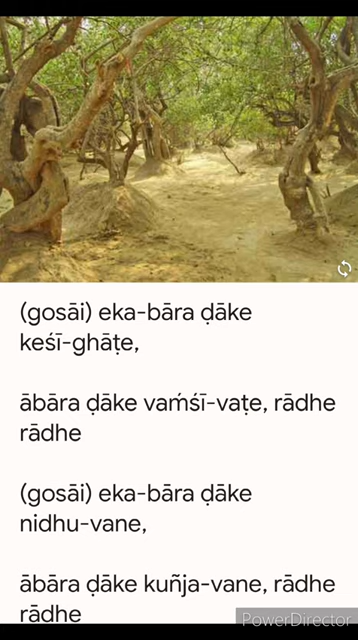 (gosāi) eka-bāra ḍāke
keśī-ghāṭe,
ābāra ḍāke vaṁśī-vaṭe, rādhe
rādhe
(gosāi) eka-bāra ḍāke
nidhu-vane,
ābāra ḍāke kuñja-vane, rādhe
rādhe
PowerDirector